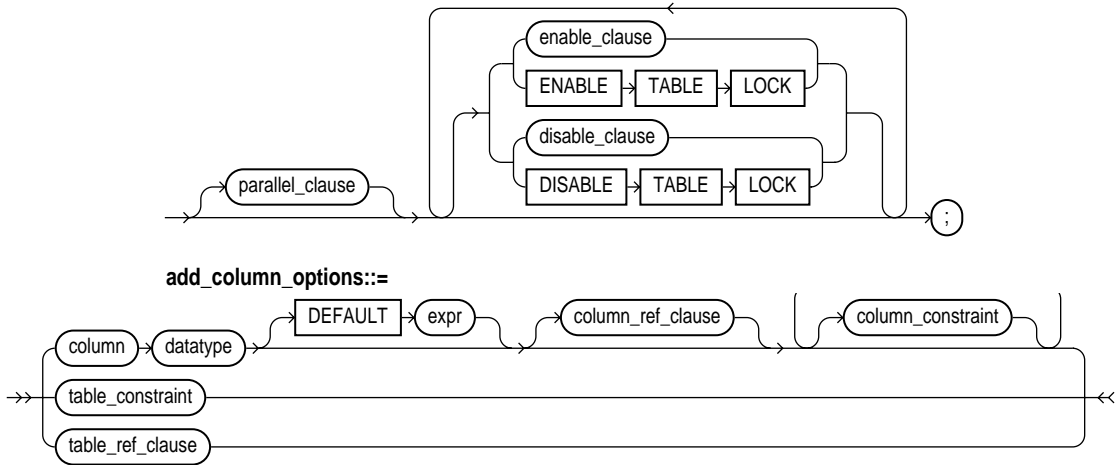 enable_clause
ENABLE TABLE LOCK
disable_clause
DISABLE TABLE LOCK
parallel_clause
;
add_column_options::=
DEFAULT expr column_ref_clause column_constraint
column datatype
table_constraint
table_ref_clause